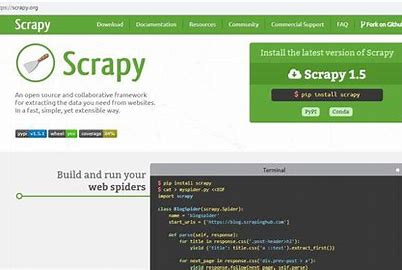 https://scrapy.org
Scrapy
Download Documentation Resources Community Commercial Support FAQ Fork on Github
Scrapy
An open source and collaborative framework
for extracting the data you need from websites.
In a fast, simple, yet extensible way.
pypi v1.5.1 wheel yes coverage 84%
Install the latest version of Scrapy
Scrapy 1.5
$ pip install scrapy
PyPI Conda
Build and run your
web spiders
Terminal
$ pip install scrapy
$ cat > myspider.py <<EOF
import scrapy
class BlogSpider(scrapy.Spider):
name = 'blogspider'
start_urls = ['https://blog.scrapinghub.com']
def parse(self, response):
for title in response.css('.post-header>h2'):
yield {'title': title.css('a ::text').extract_first()}
for next_page in response.css('div.prev-post > a'):
yield response.follow(next_page, self.parse)